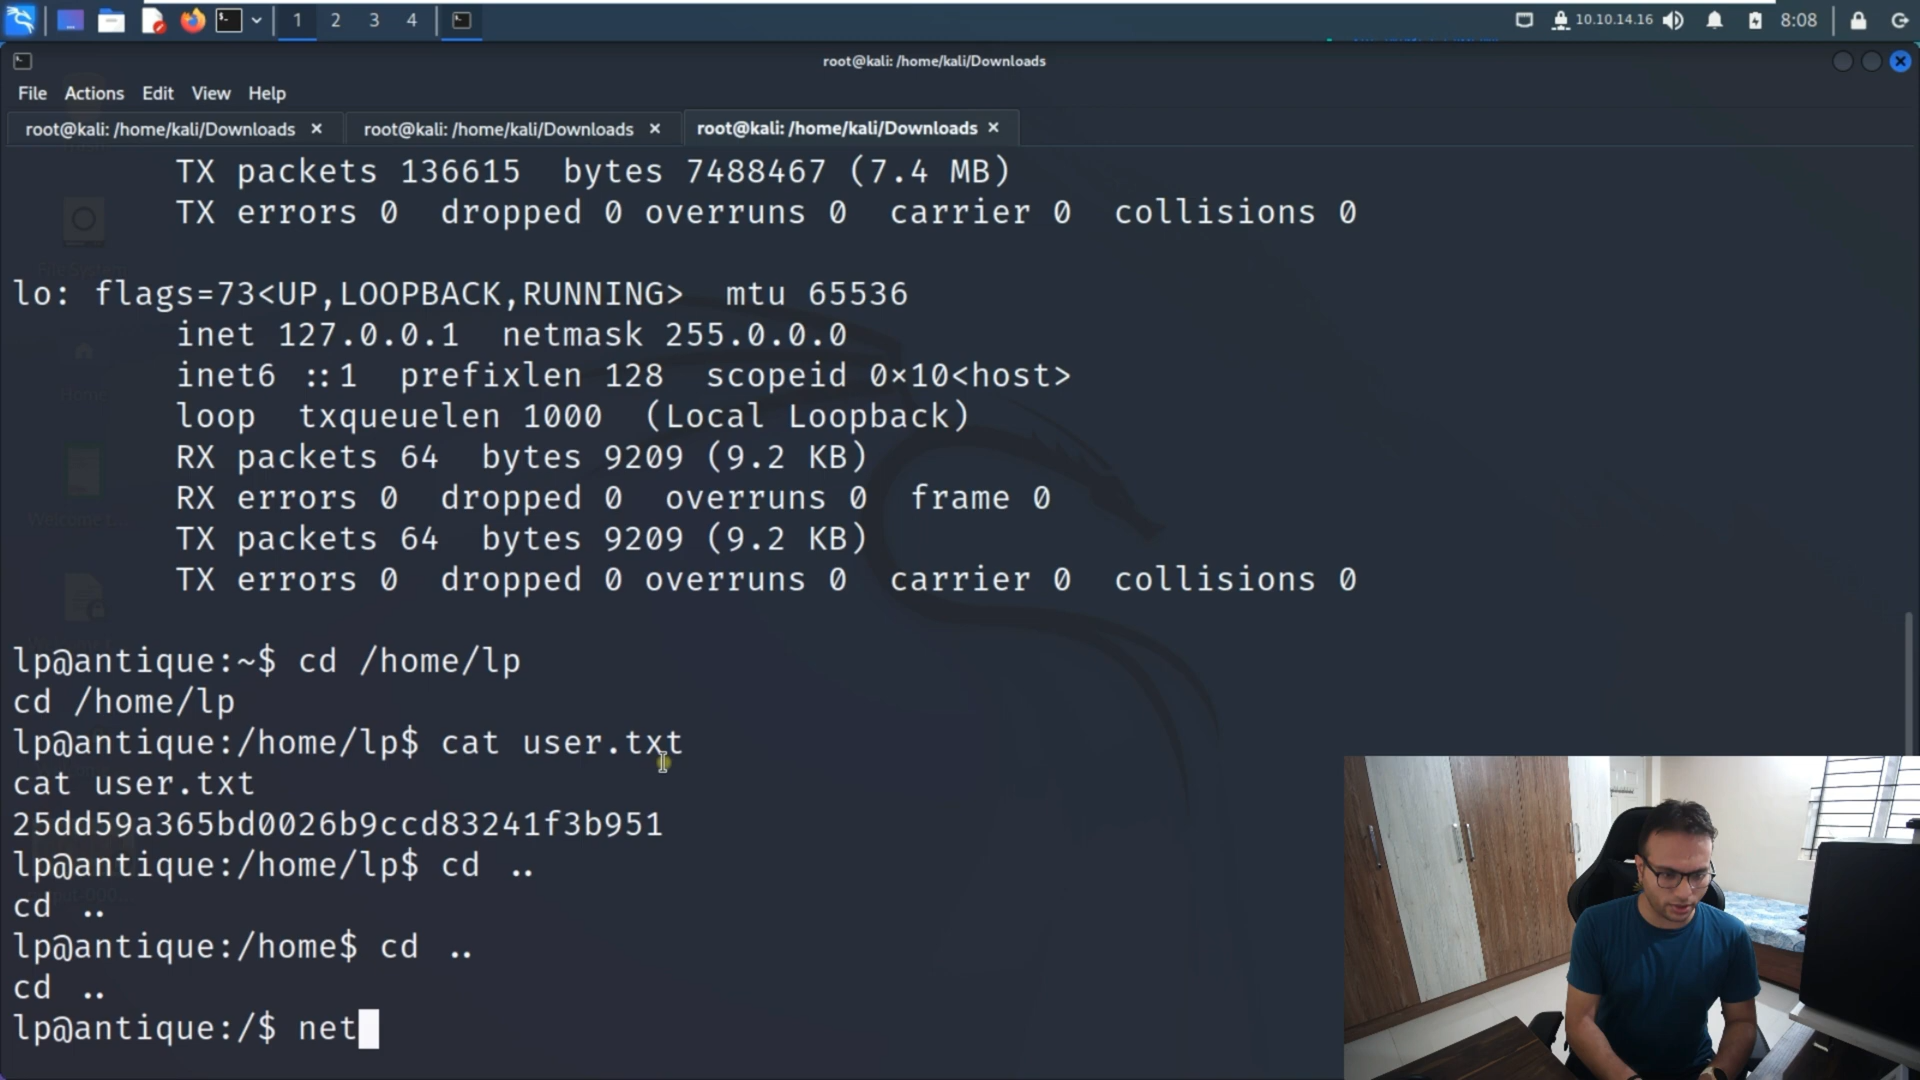 1 2 3 4
10.10.14.16
8:08
root@kali: /home/kali/Downloads
File Actions Edit View Help
root@kali: /home/kali/Downloads × root@kali: /home/kali/Downloads × root@kali: /home/kali/Downloads ×
TX packets 136615 bytes 7488467 (7.4 MB)
TX errors 0 dropped 0 overruns 0 carrier 0 collisions 0
lo: flags=73<UP,LOOPBACK,RUNNING> mtu 65536
inet 127.0.0.1 netmask 255.0.0.0
inet6 ::1 prefixlen 128 scopeid 0×10<host>
loop txqueuelen 1000 (Local Loopback)
RX packets 64 bytes 9209 (9.2 KB)
RX errors 0 dropped 0 overruns 0 frame 0
TX packets 64 bytes 9209 (9.2 KB)
TX errors 0 dropped 0 overruns 0 carrier 0 collisions 0
lp@antique:~$ cd /home/lp
cd /home/lp
lp@antique:/home/lp$ cat user.txt
cat user.txt
25dd59a365bd0026b9ccd83241f3b951
lp@antique:/home/lp$ cd ..
cd ..
lp@antique:/home$ cd ..
cd ..
lp@antique:/$ net